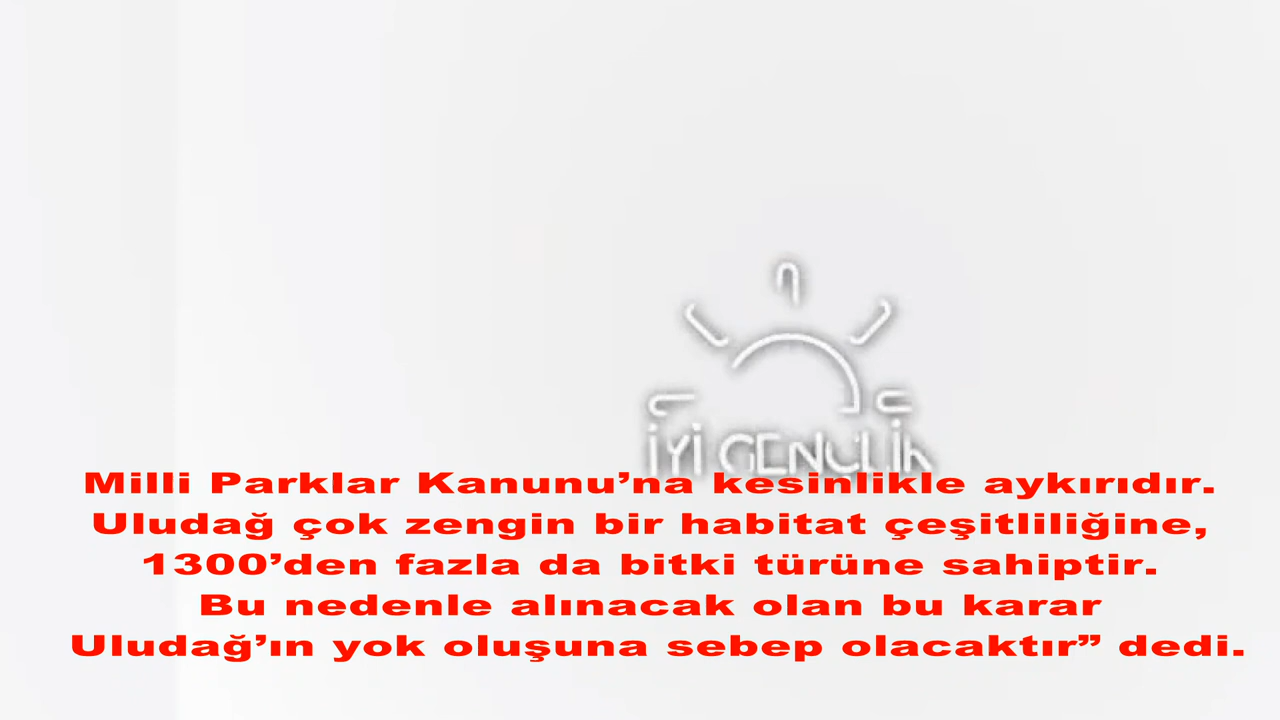 İYİ GENÇLİK
Milli Parklar Kanunu’na kesinlikle aykırıdır.
Uludağ çok zengin bir habitat çeşitliliğine,
1300’den fazla da bitki türüne sahiptir.
Bu nedenle alınacak olan bu karar
Uludağ’ın yok oluşuna sebep olacaktır” dedi.